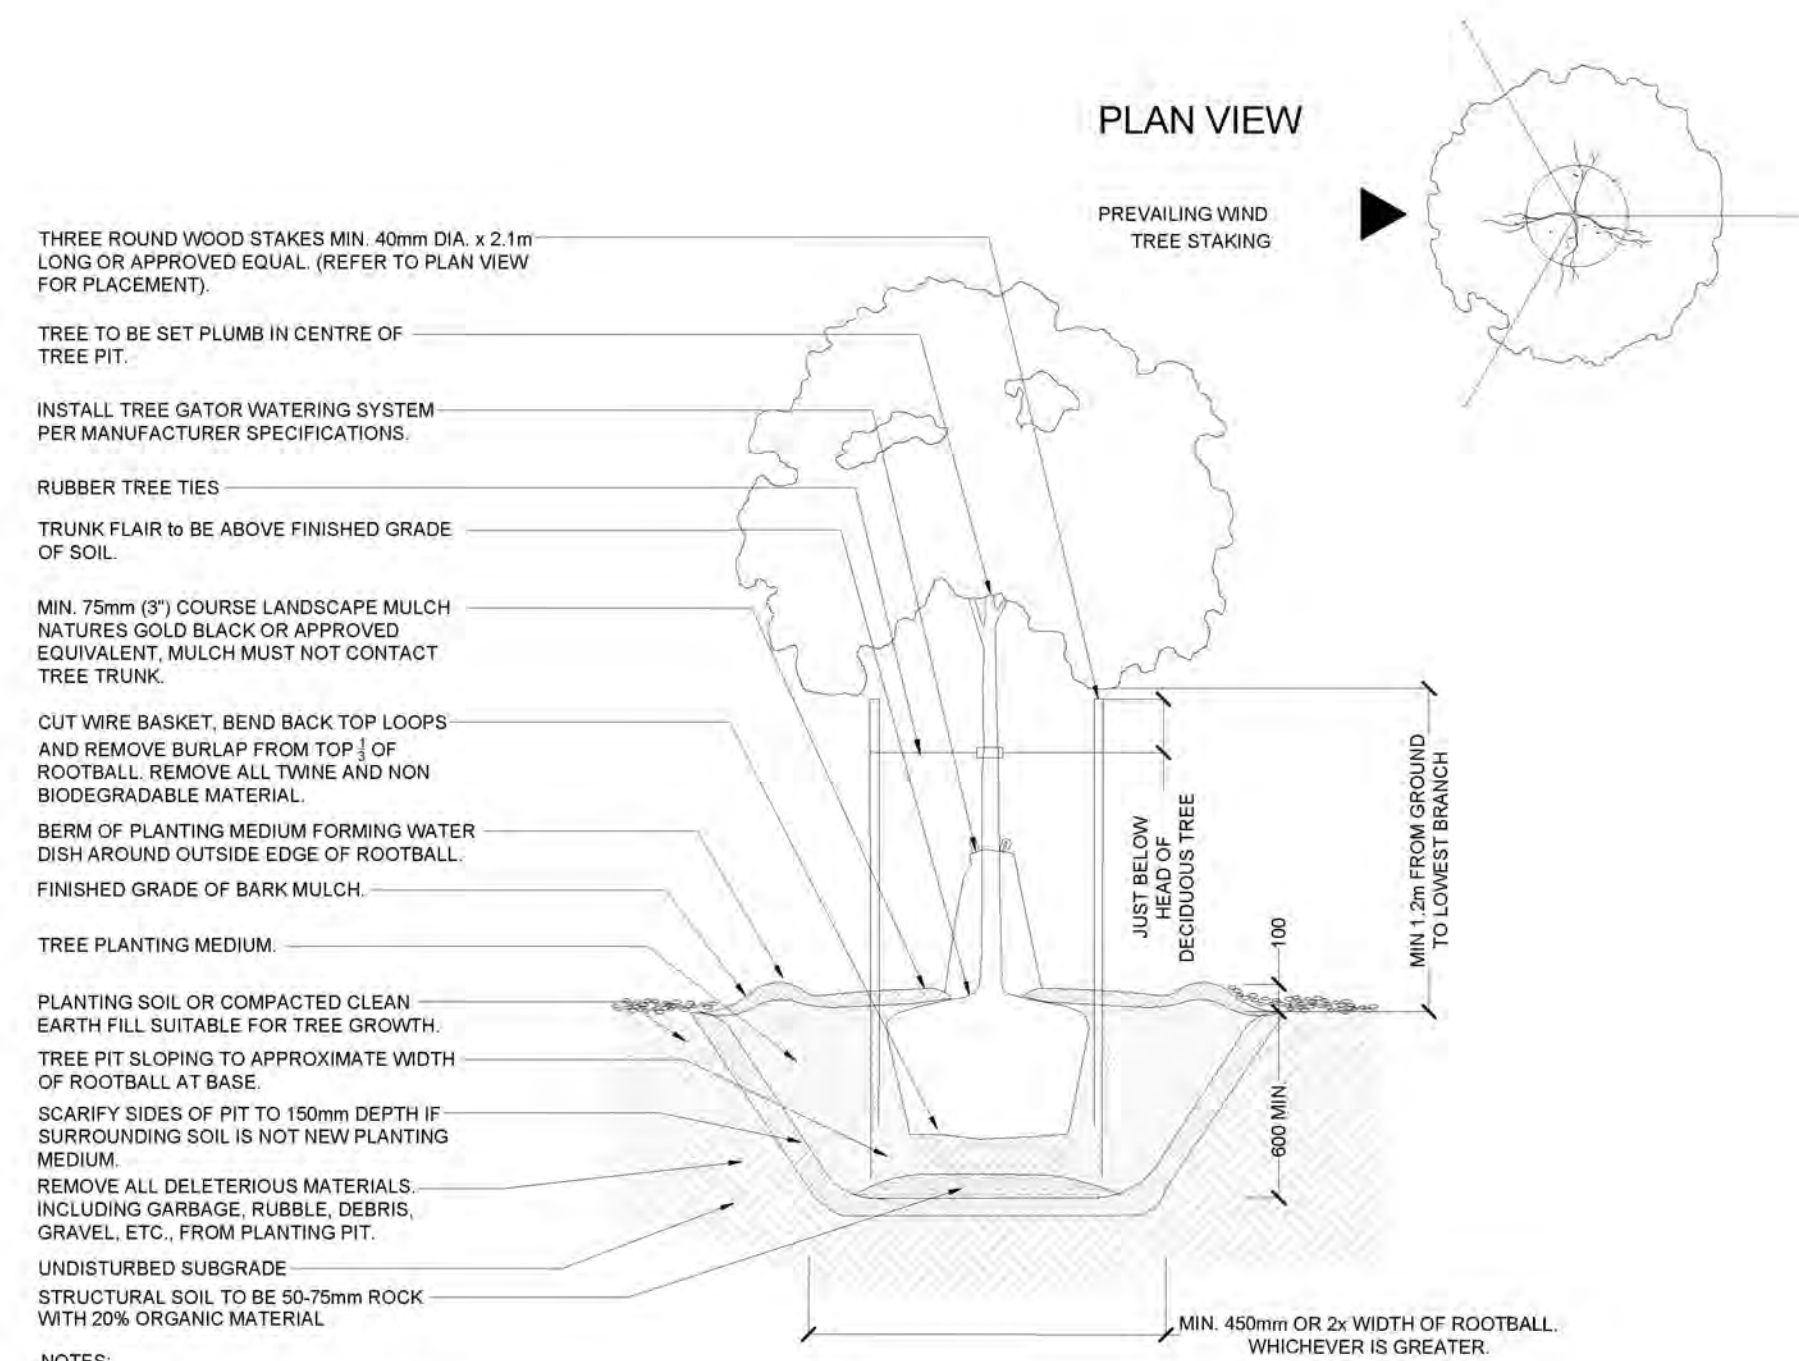 PLAN VIEW
PREVAILING WIND
TREE STAKING
THREE ROUND WOOD STAKES MIN. 40mm DIA. x 2.1m
LONG OR APPROVED EQUAL. (REFER TO PLAN VIEW
FOR PLACEMENT).
TREE TO BE SET PLUMB IN CENTRE OF
TREE PIT.
INSTALL TREE GATOR WATERING SYSTEM
PER MANUFACTURER SPECIFICATIONS.
RUBBER TREE TIES
TRUNK FLAIR to BE ABOVE FINISHED GRADE
OF SOIL.
MIN. 75mm (3") COURSE LANDSCAPE MULCH
NATURES GOLD BLACK OR APPROVED
EQUIVALENT, MULCH MUST NOT CONTACT
TREE TRUNK.
CUT WIRE BASKET, BEND BACK TOP LOOPS
AND REMOVE BURLAP FROM TOP 1/3 OF
ROOTBALL. REMOVE ALL TWINE AND NON
BIODEGRADABLE MATERIAL.
BERM OF PLANTING MEDIUM FORMING WATER
DISH AROUND OUTSIDE EDGE OF ROOTBALL.
FINISHED GRADE OF BARK MULCH.
TREE PLANTING MEDIUM.
PLANTING SOIL OR COMPACTED CLEAN
EARTH FILL SUITABLE FOR TREE GROWTH.
TREE PIT SLOPING TO APPROXIMATE WIDTH
OF ROOTBALL AT BASE.
SCARIFY SIDES OF PIT TO 150mm DEPTH IF
SURROUNDING SOIL IS NOT NEW PLANTING
MEDIUM.
REMOVE ALL DELETERIOUS MATERIALS.
INCLUDING GARBAGE, RUBBLE, DEBRIS,
GRAVEL, ETC., FROM PLANTING PIT.
UNDISTURBED SUBGRADE
STRUCTURAL SOIL TO BE 50-75mm ROCK
WITH 20% ORGANIC MATERIAL
NOTES:
JUST BELOW
HEAD OF
DECIDUOUS TREE
100
600 MIN
MIN 1.2m FROM GROUND
TO LOWEST BRANCH
MIN. 450mm OR 2x WIDTH OF ROOTBALL.
WHICHEVER IS GREATER.